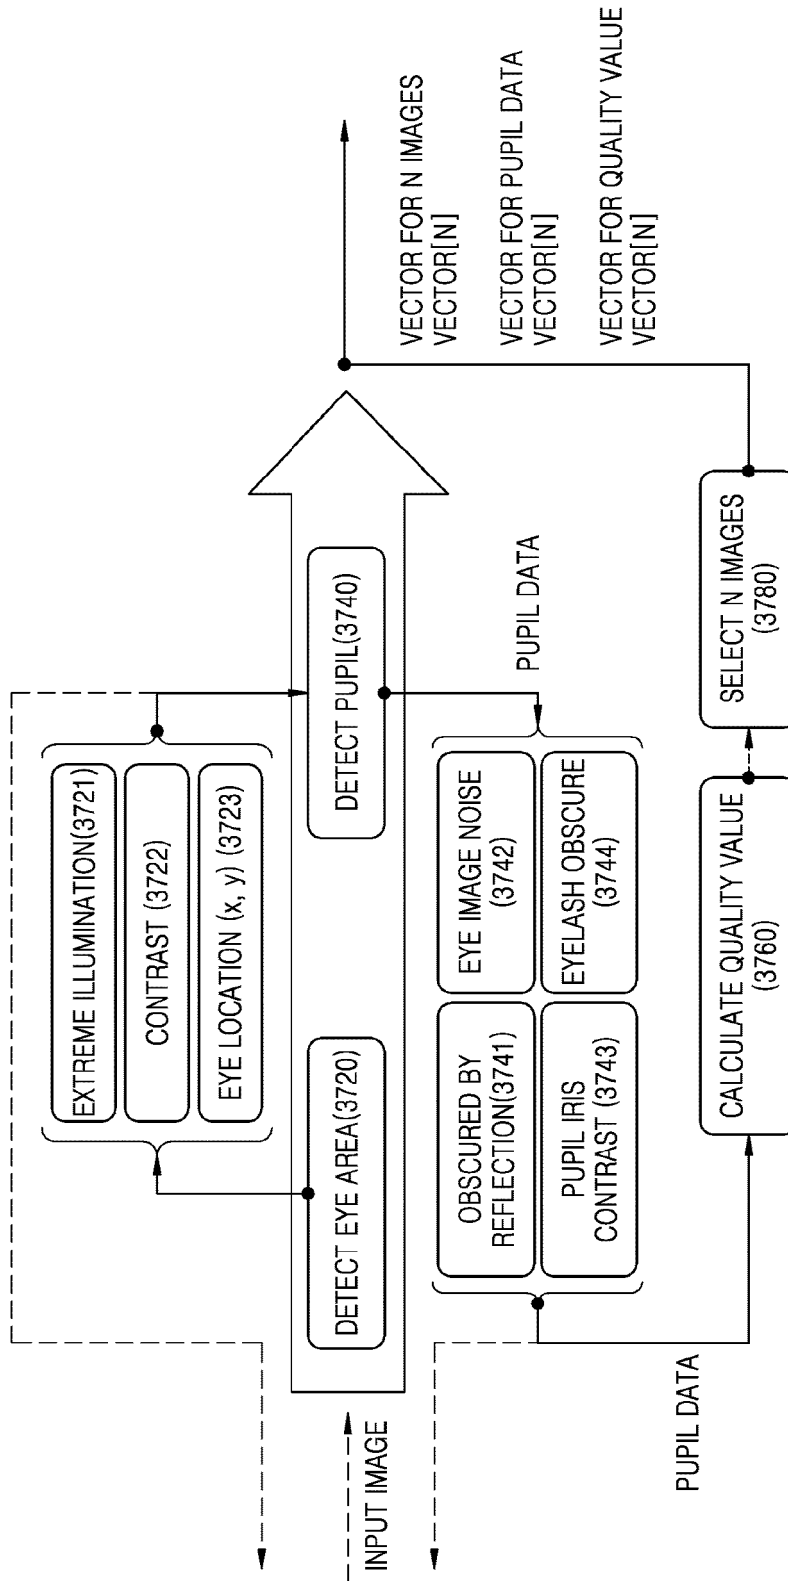 EXTREME ILLUMINATION(3721)
CONTRAST (3722)
EYE LOCATION (x, y) (3723)
INPUT IMAGE
DETECT EYE AREA(3720)
DETECT PUPIL(3740)
PUPIL DATA
OBSCURED BY
REFLECTION(3741)
EYE IMAGE NOISE
(3742)
PUPIL IRIS
CONTRAST (3743)
EYELASH OBSCURE
(3744)
PUPIL DATA
CALCULATE QUALITY VALUE
(3760)
SELECT N IMAGES
(3780)
VECTOR FOR N IMAGES
VECTOR[N]
VECTOR FOR PUPIL DATA
VECTOR[N]
VECTOR FOR QUALITY VALUE
VECTOR[N]